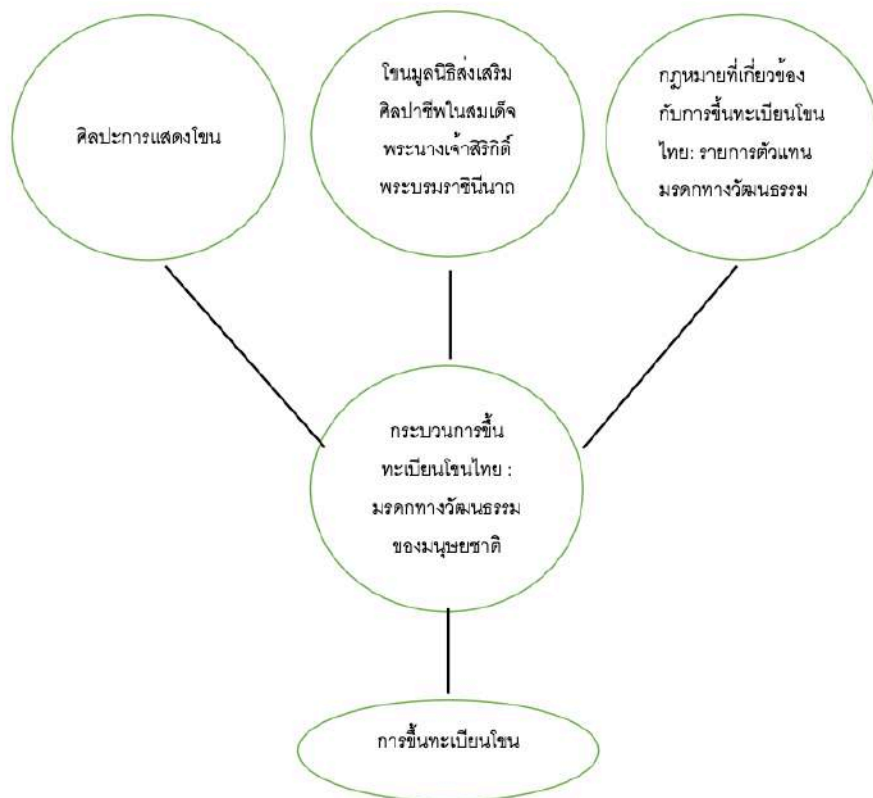 ศิลปะการแสดงโขน
โขนมูลนิธิส่งเสริม
ศิลปาชีพในสมเด็จ
พระนางเจ้าสิริกิติ์
พระบรมราชินีนาถ
กฎหมายที่เกี่ยวข้อง
กับการขึ้นทะเบียนโขน
ไทย: รายการตัวแทน
มรดกทางวัฒนธรรม
กระบวนการขึ้น
ทะเบียนโขนไทย :
มรดกทางวัฒนธรรม
ของมนุษยชาติ
การขึ้นทะเบียนโขน